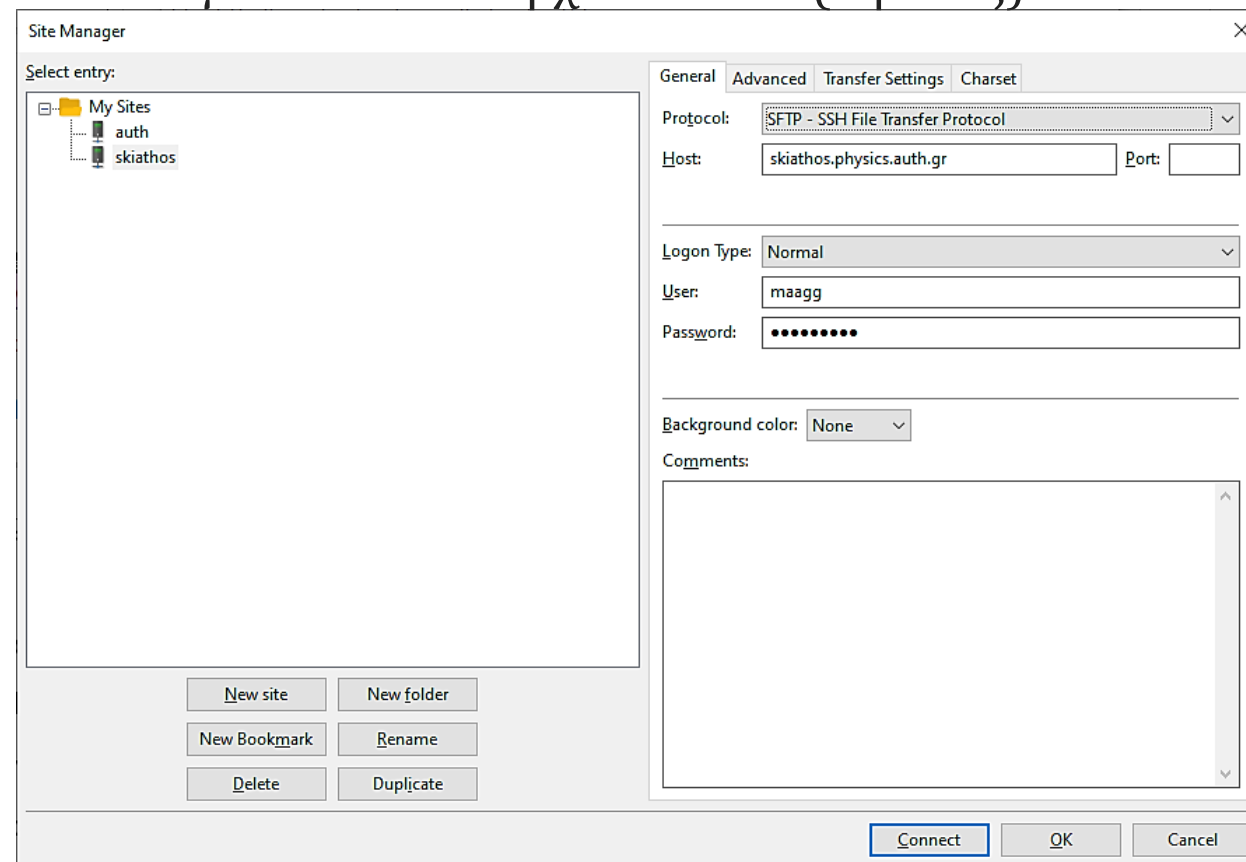 Site Manager
Select entry:
My Sites
auth
skiathos
New site
New folder
New Bookmark
Rename
Delete
Duplicate
General
Advanced
Transfer Settings
Charset
Protocol:
SFTP - SSH File Transfer Protocol
Host:
skiathos.physics.auth.gr
Port:
Logon Type:
Normal
User:
maagg
Password:
●●●●●●●●●
Background color:
None
Comments:
Connect
OK
Cancel